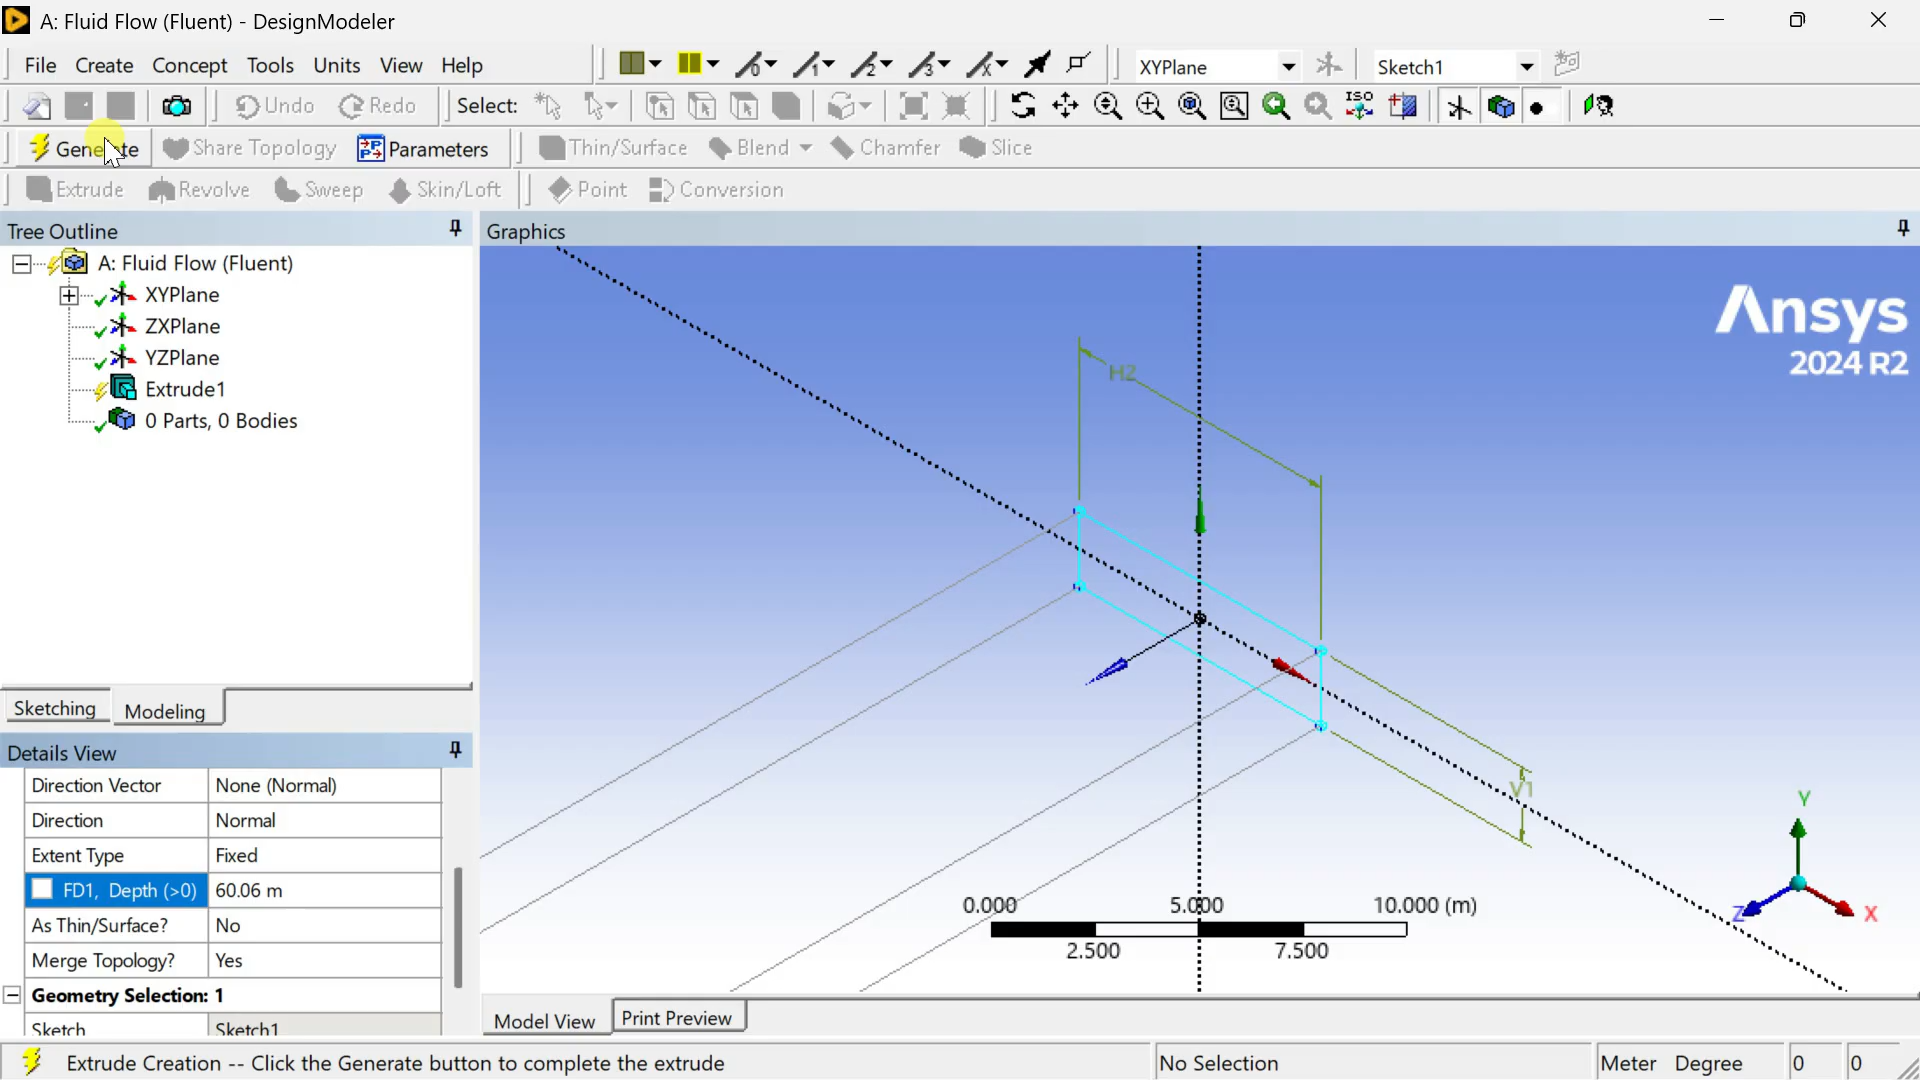 A: Fluid Flow (Fluent) - DesignModeler
File Create Concept Tools Units View Help
XYPlane
Sketch1
Undo Redo Select:
ISO
Generate Share Topology Parameters Thin/Surface Blend Chamfer Slice
Extrude Revolve Sweep Skin/Loft Point Conversion
Tree Outline
Graphics
A: Fluid Flow (Fluent)
XYPlane
ZXPlane
YZPlane
Extrude1
0 Parts, 0 Bodies
Ansys
2024 R2
H2
V1
Y
Z
X
0.000 5.000 10.000 (m)
2.500 7.500
Sketching Modeling
Details View
Direction Vector None (Normal)
Direction Normal
Extent Type Fixed
FD1, Depth (>0) 60.06 m
As Thin/Surface? No
Merge Topology? Yes
Geometry Selection: 1
Sketch Sketch1
Model View Print Preview
Extrude Creation -- Click the Generate button to complete the extrude
No Selection
Meter Degree 0 0